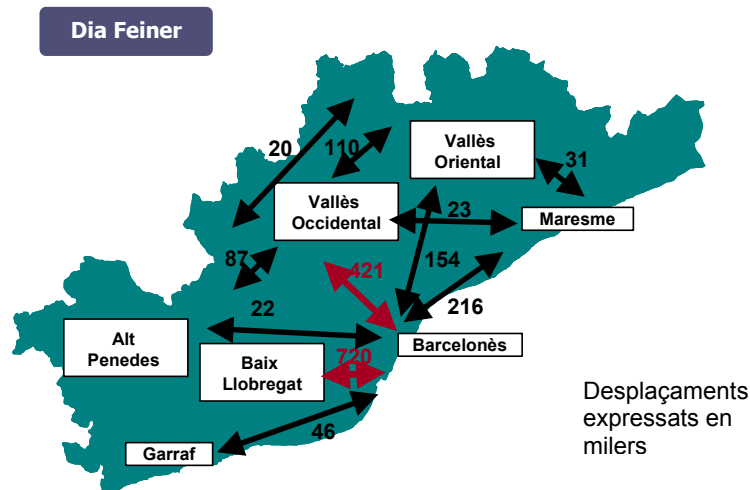 Dia Feiner
20
110
Vallès
Oriental
31
Vallès
Occidental
23
Maresme
87
421
154
22
216
Alt
Penedes
Baix
Llobregat
720
Barcelonès
46
Garraf
Desplaçaments
expressats en
milers